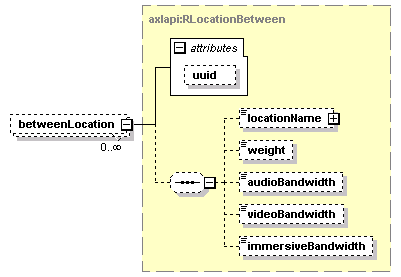 axlapi:RLocationBetween
attributes
uuid
betweenLocation
0..∞
locationName
weight
audioBandwidth
videoBandwidth
immersiveBandwidth